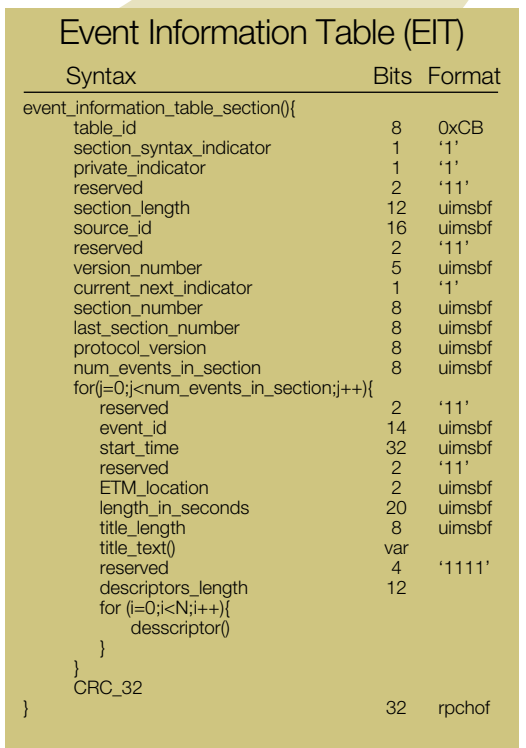 Event Information Table (EIT)
Syntax Bits Format
event_information_table_section(){
table_id 8 0xCB
section_syntax_indicator 1 ‘1’
private_indicator 1 ‘1’
reserved 2 ‘11’
section_length 12 uimsbf
source_id 16 uimsbf
reserved 2 ‘11’
version_number 5 uimsbf
current_next_indicator 1 ‘1’
section_number 8 uimsbf
last_section_number 8 uimsbf
protocol_version 8 uimsbf
num_events_in_section 8 uimsbf
for(j=0;j<num_events_in_section;j++){
reserved 2 ‘11’
event_id 14 uimsbf
start_time 32 uimsbf
reserved 2 ‘11’
ETM_location 2 uimsbf
length_in_seconds 20 uimsbf
title_length 8 uimsbf
title_text() var
reserved 4 ‘1111’
descriptors_length 12
for (i=0;i<N;i++){
desscriptor()
}
}
CRC_32
} 32 rpchof